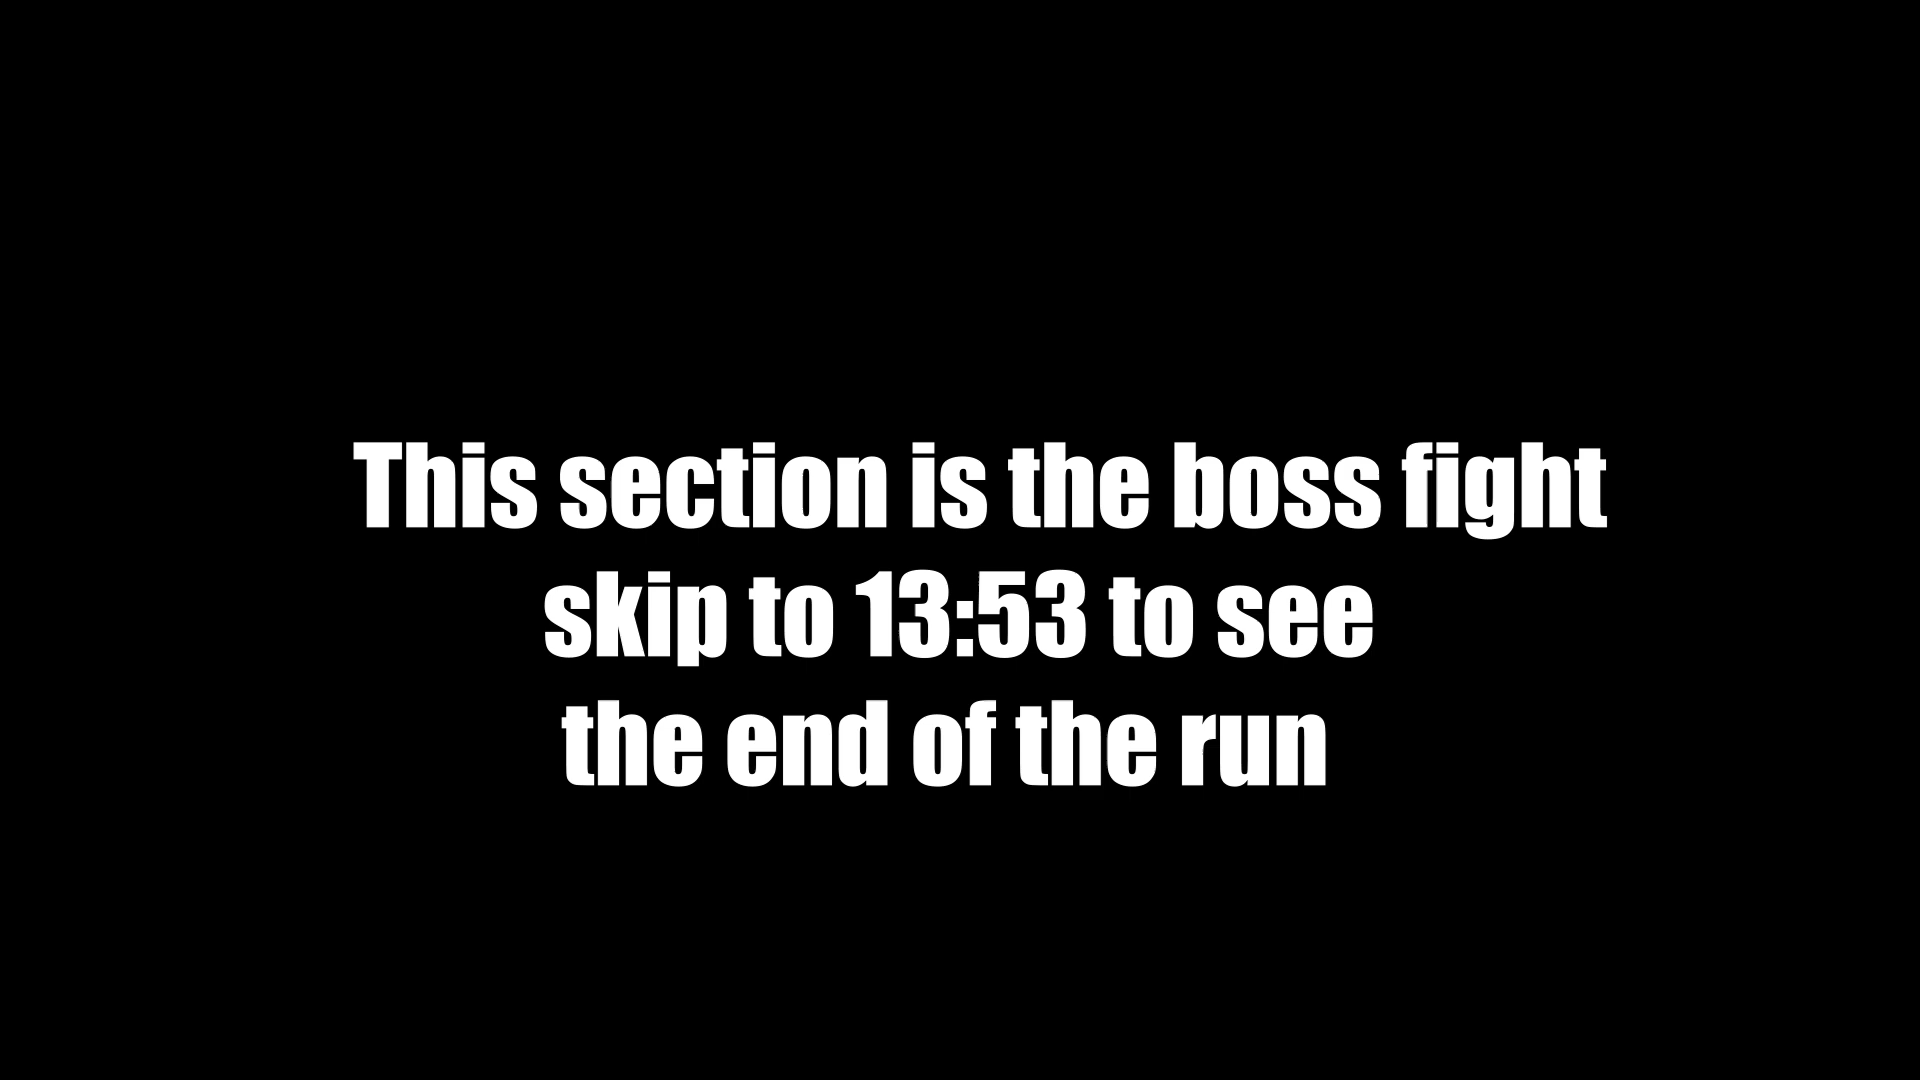 This section is the boss fight
skip to 13:53 to see
the end of the run